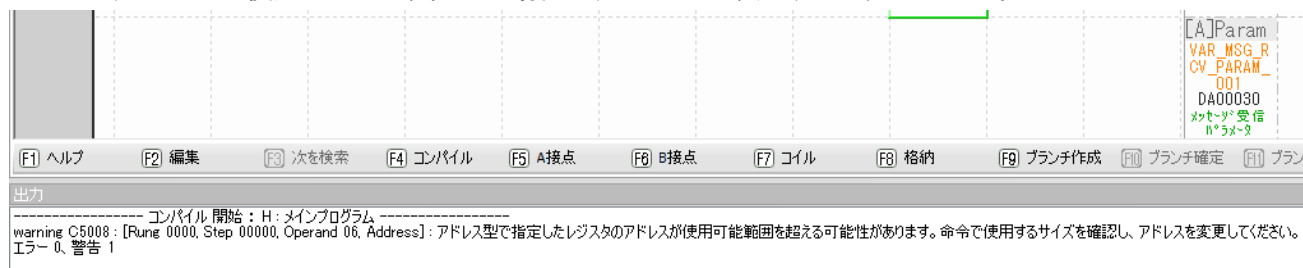 [A]Param
VAR_MSG_R
CV_PARAM_
001
DA00030
メッセージ受信
パラメータ
F1 ヘルプ F2 編集 F3 次を検索 F4 コンパイル F5 A接点 F6 B接点 F7 コイル F8 格納 F9 ブランチ作成 F10 ブランチ確定 F11 ブラン
出力
----------------- コンパイル 開始 : H : メインプログラム -----------------
warning C5008 : [Rung 0000, Step 00000, Operand 06, Address] : アドレス型で指定したレジスタのアドレスが使用可能範囲を超える可能性があります。命令で使用するサイズを確認し、アドレスを変更してください。
エラー 0、警告 1